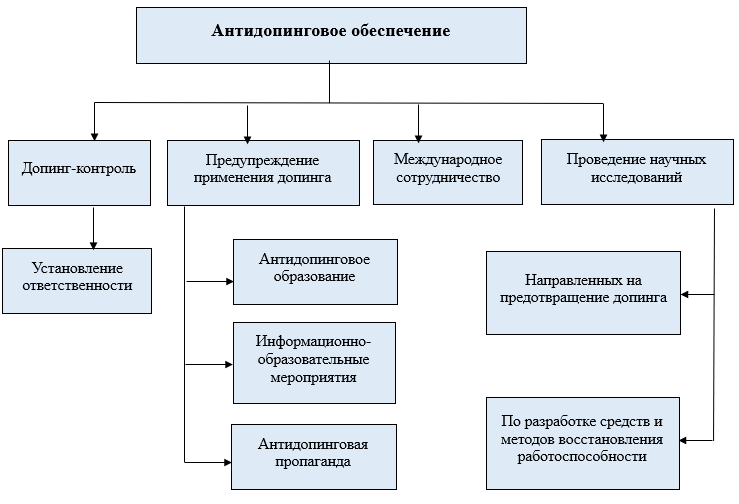 Антидопинговое обеспечение
Допинг-контроль
Предупреждение
применения допинга
Международное
сотрудничество
Проведение научных
исследований
Установление
ответственности
Антидопинговое
образование
Информационно-
образовательные
мероприятия
Антидопинговая
пропаганда
Направленных на
предотвращение допинга
По разработке средств и
методов восстановления
работоспособности